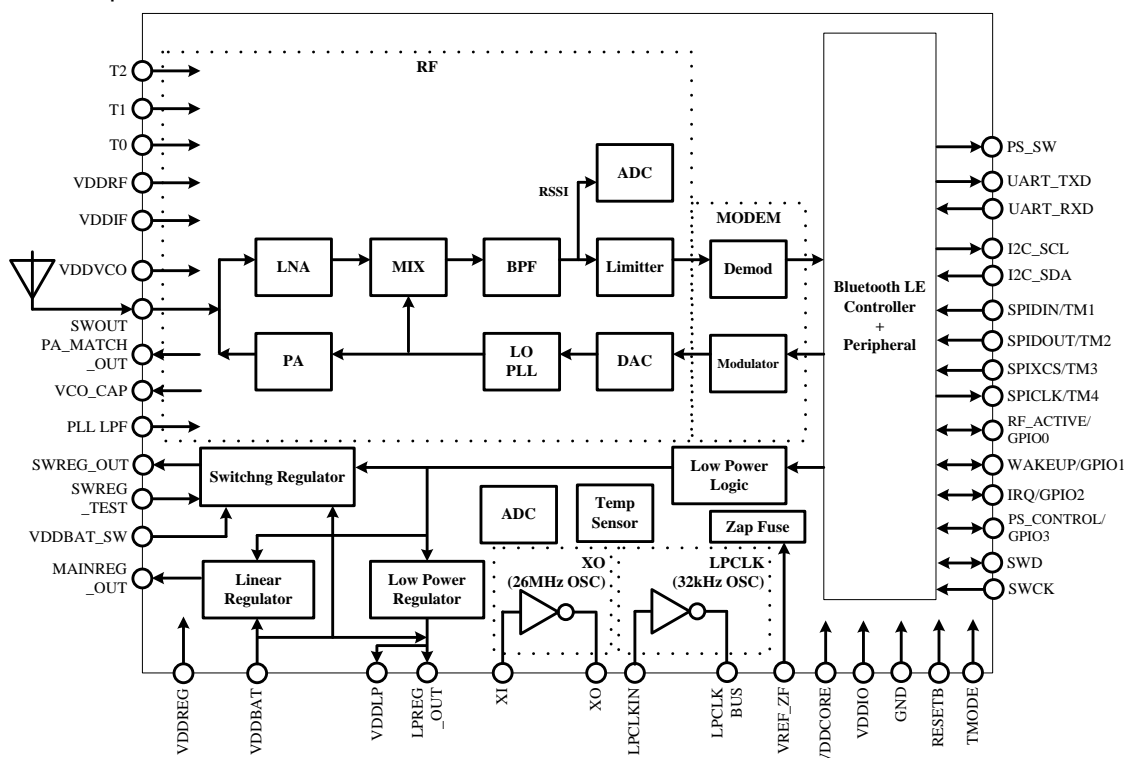 RF
T2
T1
T0
VDDRF
VDDIF
VDDVCO
SWOUT
PA_MATCH
_OUT
VCO_CAP
PLL LPF
SWREG_OUT
SWREG
_TEST
VDDBAT_SW
MAINREG
_OUT
ADC
RSSI
LNA
MIX
BPF
Limitter
PA
LO
PLL
DAC
MODEM
Demod
Modulator
Bluetooth LE
Controller
+
Peripheral
PS_SW
UART_TXD
UART_RXD
I2C_SCL
I2C_SDA
SPIDIN/TM1
SPIDOUT/TM2
SPIXCS/TM3
SPICLK/TM4
RF_ACTIVE/
GPIO0
WAKEUP/GPIO1
IRQ/GPIO2
PS_CONTROL/
GPIO3
SWD
SWCK
Switchng Regulator
Low Power
Logic
ADC
Temp
Sensor
Zap Fuse
Linear
Regulator
Low Power
Regulator
XO
(26MHz OSC)
LPCLK
(32kHz OSC)
VDDREG
VDDBAT
VDDLP
LPREG
_OUT
XI
XO
LPCLKIN
LPCLK
BUS
VREF_ZF
VDDCORE
VDDIO
GND
RESETB
TMODE